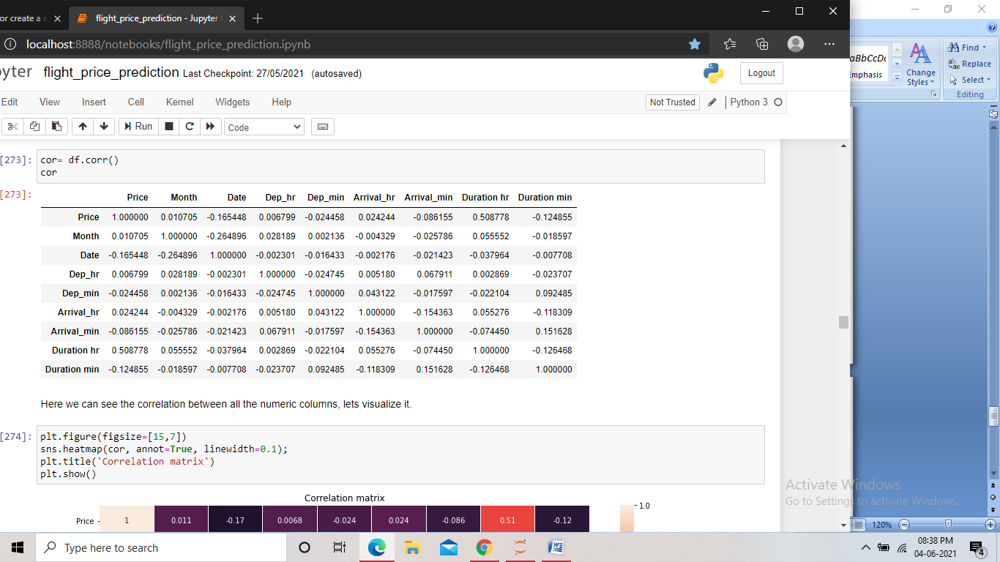 or create a n
flight_price_prediction - Jupyter
localhost:8888/notebooks/flight_price_prediction.ipynb
yter flight_price_prediction Last Checkpoint: 27/05/2021 (autosaved)
Logout
Edit View Insert Cell Kernel Widgets Help
Not Trusted Python 3
Run Code
[273]: cor= df.corr()
cor
[273]:
Price Month Date Dep_hr Dep_min Arrival_hr Arrival_min Duration hr Duration min
Price 1.000000 0.010705 -0.165448 0.006799 -0.024458 0.024244 -0.086155 0.508778 -0.124855
Month 0.010705 1.000000 -0.264896 0.028189 0.002136 -0.004329 -0.025786 0.055552 -0.018597
Date -0.165448 -0.264896 1.000000 -0.002301 -0.016433 -0.002176 -0.021423 -0.037964 -0.007708
Dep_hr 0.006799 0.028189 -0.002301 1.000000 -0.024745 0.005180 0.067911 0.002869 -0.023707
Dep_min -0.024458 0.002136 -0.016433 -0.024745 1.000000 0.043122 -0.017597 -0.022104 0.092485
Arrival_hr 0.024244 -0.004329 -0.002176 0.005180 0.043122 1.000000 -0.154363 0.055276 -0.118309
Arrival_min -0.086155 -0.025786 -0.021423 0.067911 -0.017597 -0.154363 1.000000 -0.074450 0.151628
Duration hr 0.508778 0.055552 -0.037964 0.002869 -0.022104 0.055276 -0.074450 1.000000 -0.126468
Duration min -0.124855 -0.018597 -0.007708 -0.023707 0.092485 -0.118309 0.151628 -0.126468 1.000000
Here we can see the correlation between all the numeric columns, lets visualize it.
[274]: plt.figure(figsize=[15,7])
sns.heatmap(cor, annot=True, linewidth=0.1);
plt.title('Correlation matrix')
plt.show()
Correlation matrix
Price 1 0.011 -0.17 0.0068 -0.024 0.024 -0.086 0.51 -0.12
1.0
aBbCcDc
Emphasis
Change
Styles
Find
Replace
Select
Editing
Activate Windows
Go to Settings to activate Windows.
120%
Type here to search
08:38 PM
04-06-2021
4